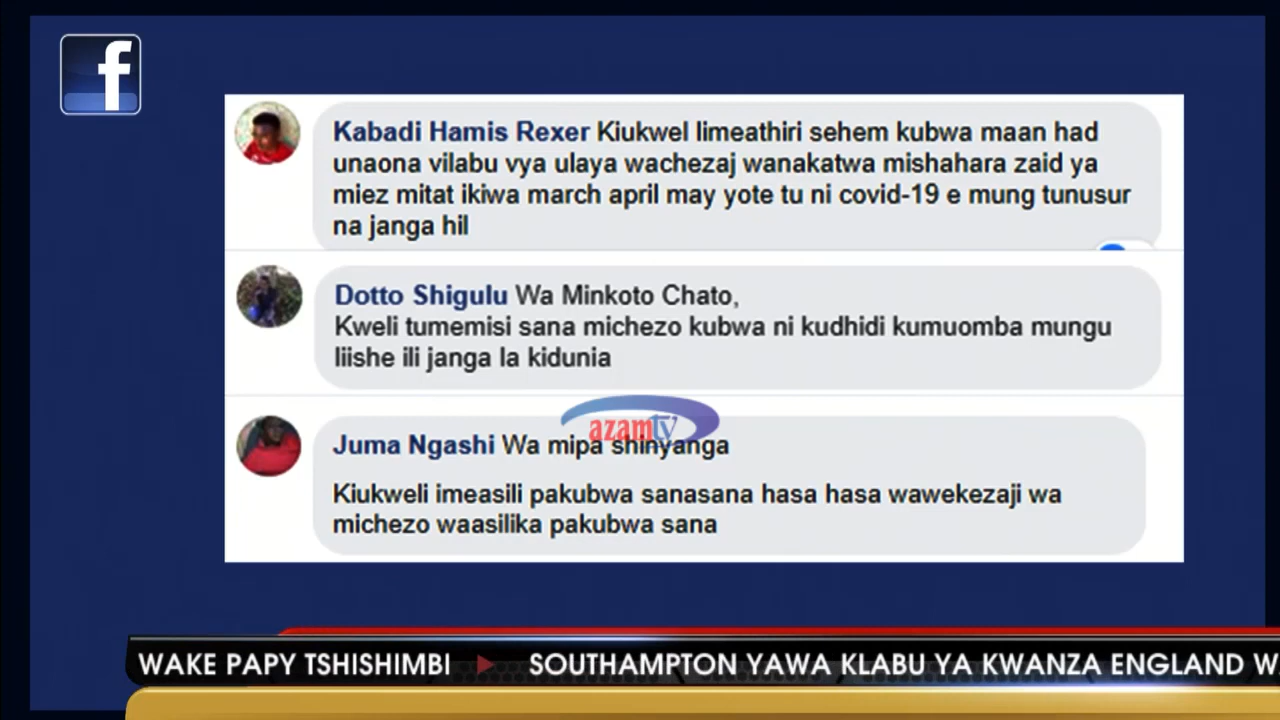 f
Kabadi Hamis Rexer Kiukwel limeathiri sehem kubwa maan had
unaona vilabu vya ulaya wachezaj wanakatwa mishahara zaid ya
miez mitat ikiwa march april may yote tu ni covid-19 e mung tunusur
na janga hil
Dotto Shigulu Wa Minkoto Chato,
Kweli tumemisi sana michezo kubwa ni kudhidi kumuomba mungu
liishe ili janga la kidunia
azamtv
Juma Ngashi Wa mipa shinyanga
Kiukweli imeasili pakubwa sanasana hasa hasa wawekezaji wa
michezo waasilika pakubwa sana
WAKE PAPY TSHISHIMBI SOUTHAMPTON YAWA KLABU YA KWANZA ENGLAND W